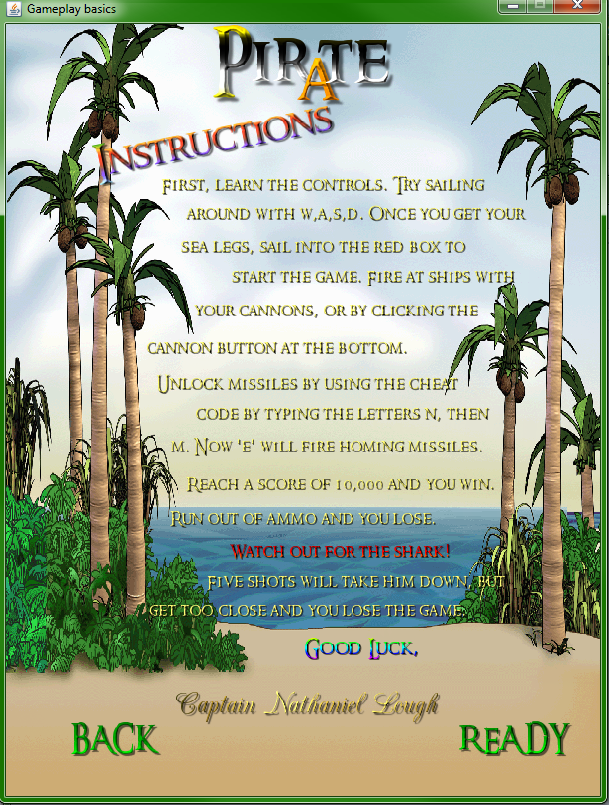 Gameplay basics
PIRATE
A
INSTRUCTIONS
FIRST, LEARN THE CONTROLS. TRY SAILING
AROUND WITH W,A,S,D. ONCE YOU GET YOUR
SEA LEGS, SAIL INTO THE RED BOX TO
START THE GAME. FIRE AT SHIPS WITH
YOUR CANNONS, OR BY CLICKING THE
CANNON BUTTON AT THE BOTTOM.
UNLOCK MISSILES BY USING THE CHEAT
CODE BY TYPING THE LETTERS N, THEN
M. NOW 'E' WILL FIRE HOMING MISSILES.
REACH A SCORE OF 10,000 AND YOU WIN.
RUN OUT OF AMMO AND YOU LOSE.
WATCH OUT FOR THE SHARK!
FIVE SHOTS WILL TAKE HIM DOWN, BUT
GET TOO CLOSE AND YOU LOSE THE GAME.
GOOD LUCK,
Captain Nathaniel Lough
BACK
READY